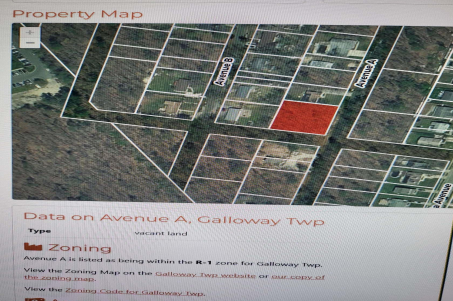 Property Map
+
−
Avenue B
Avenue A
Avenue
Data on Avenue A, Galloway Twp
Type vacant land
Zoning
Avenue A is listed as being within the R-1 zone for Galloway Twp.
View the Zoning Map on the Galloway Twp website or our copy of
the zoning map.
View the Zoning Code for Galloway Twp.